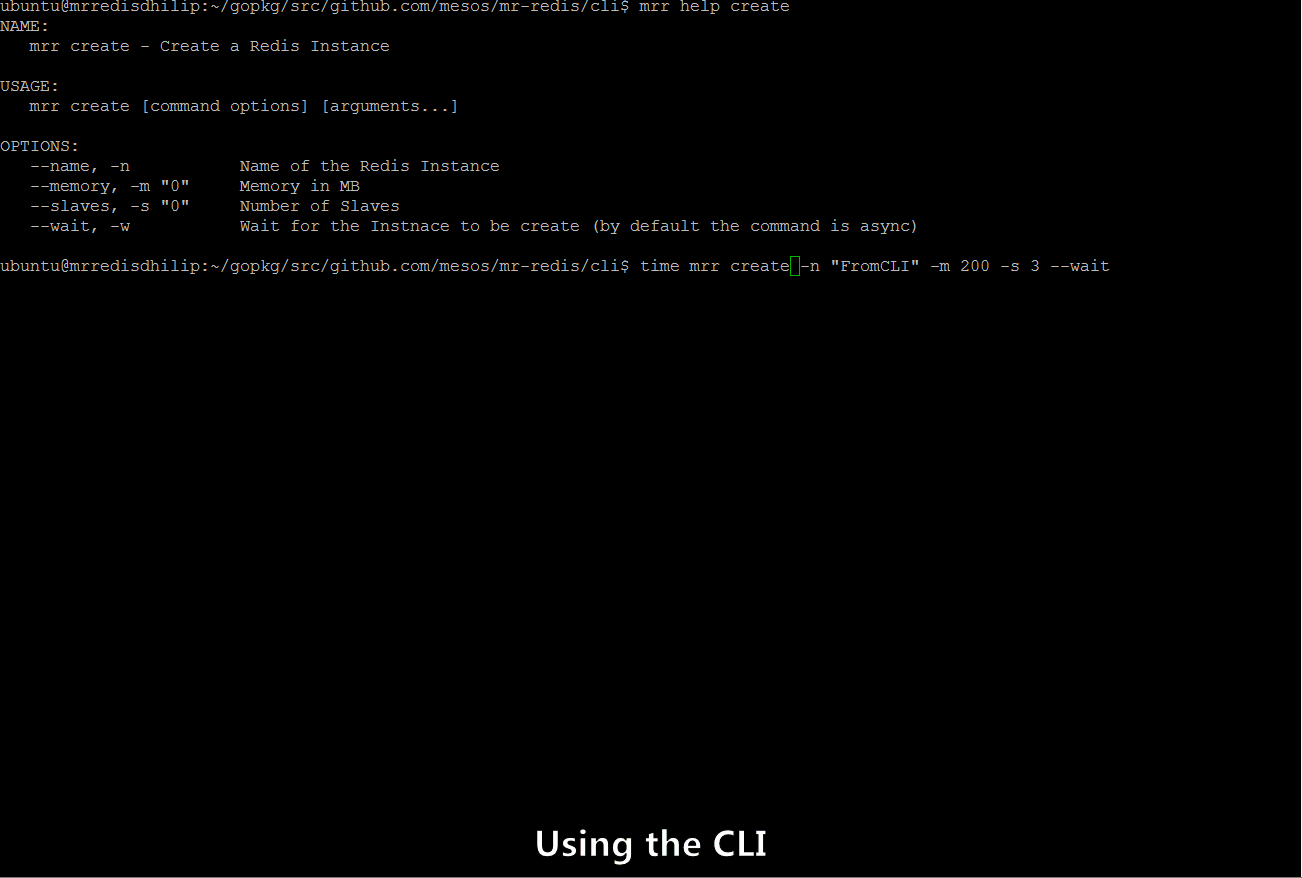 ubuntu@mrredisdhilip:~/gopkg/src/github.com/mesos/mr-redis/cli$ mrr help create
NAME:
   mrr create - Create a Redis Instance
USAGE:
   mrr create [command options] [arguments...]
OPTIONS:
   --name, -n           Name of the Redis Instance
   --memory, -m "0"     Memory in MB
   --slaves, -s "0"     Number of Slaves
   --wait, -w           Wait for the Instnace to be create (by default the command is async)
ubuntu@mrredisdhilip:~/gopkg/src/github.com/mesos/mr-redis/cli$ time mrr create -n "FromCLI" -m 200 -s 3 --wait
Using the CLI